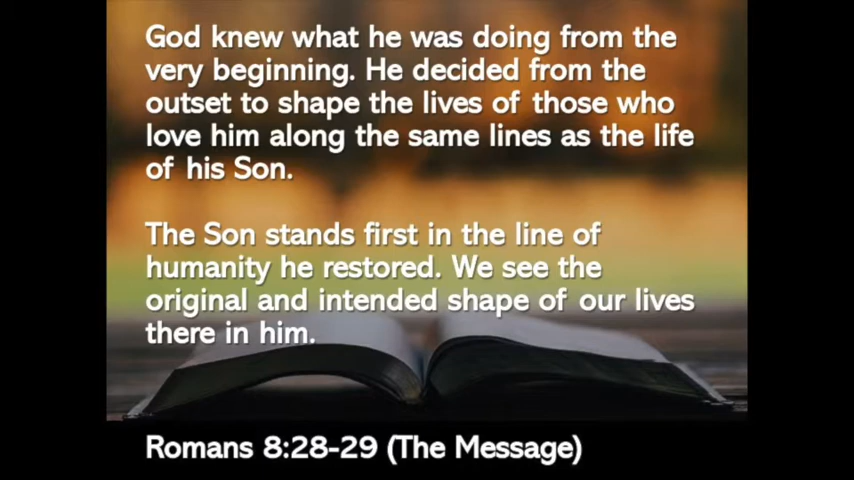 God knew what he was doing from the
very beginning. He decided from the
outset to shape the lives of those who
love him along the same lines as the life
of his Son.
The Son stands first in the line of
humanity he restored. We see the
original and intended shape of our lives
there in him.
Romans 8:28-29 (The Message)